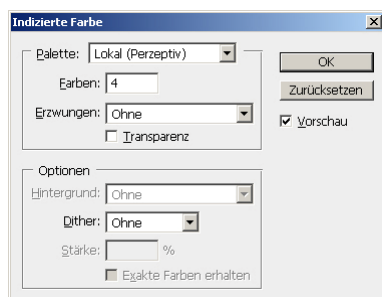 Indizierte Farbe
Palette: Lokal (Perzeptiv)
Farben: 4
Erzwungen: Ohne
Transparenz
OK
Zurücksetzen
Vorschau
Optionen
Hintergrund: Ohne
Dither: Ohne
Stärke: %
Exakte Farben erhalten